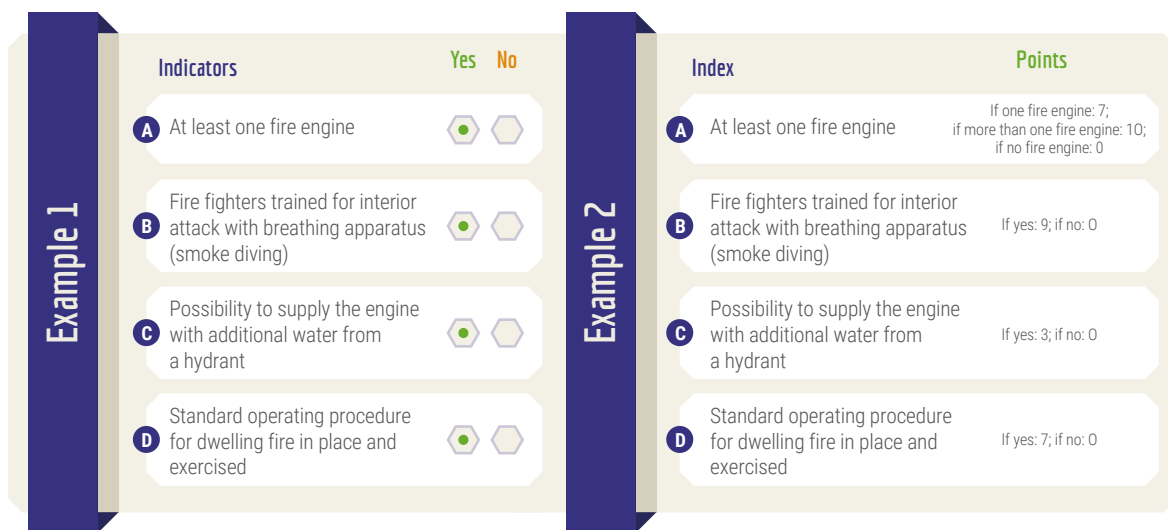 Example 1
Indicators
Yes
No
A
At least one fire engine
B
Fire fighters trained for interior
attack with breathing apparatus
(smoke diving)
C
Possibility to supply the engine
with additional water from
a hydrant
D
Standard operating procedure
for dwelling fire in place and
exercised
Example 2
Index
Points
A
At least one fire engine
If one fire engine: 7;
if more than one fire engine: 10;
if no fire engine: 0
B
Fire fighters trained for interior
attack with breathing apparatus
(smoke diving)
If yes: 9; if no: 0
C
Possibility to supply the engine
with additional water from
a hydrant
If yes: 3; if no: 0
D
Standard operating procedure
for dwelling fire in place and
exercised
If yes: 7; if no: 0